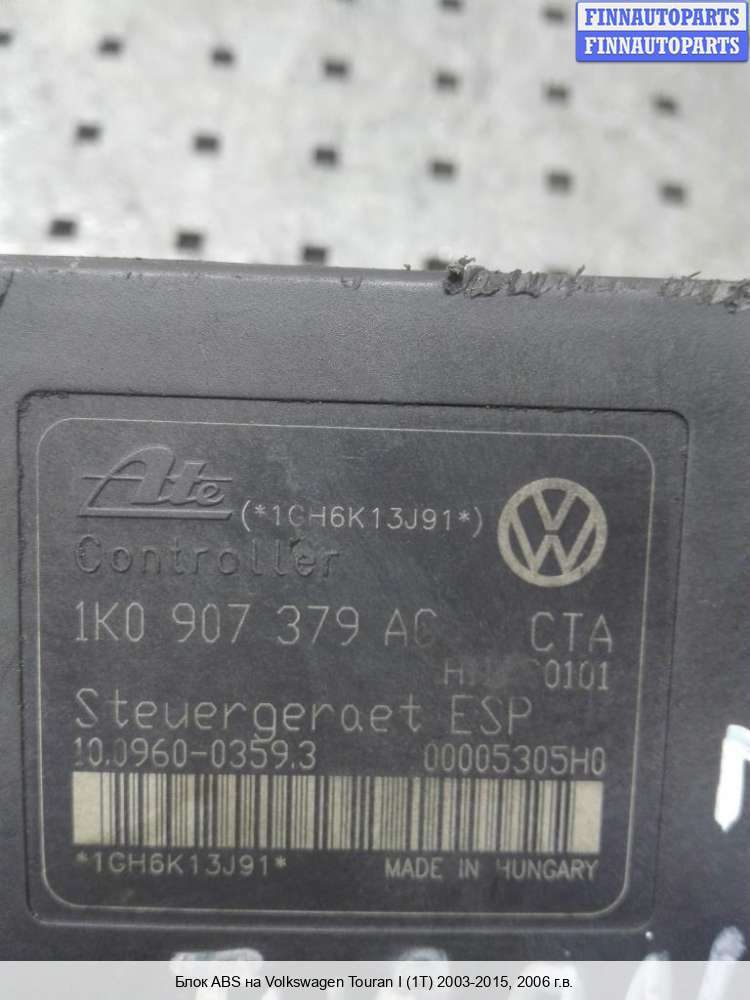 FINNAUTOPARTS
FINNAUTOPARTS
Ate
(*1GH6K13J91*)
Controller
1K0 907 379 AC CTA
0101
Steuergeraet ESP
10.0960-0359.3 00005305H0
*1GH6K13J91*
MADE IN HUNGARY
Блок ABS на Volkswagen Touran I (1T) 2003-2015, 2006 г.в.